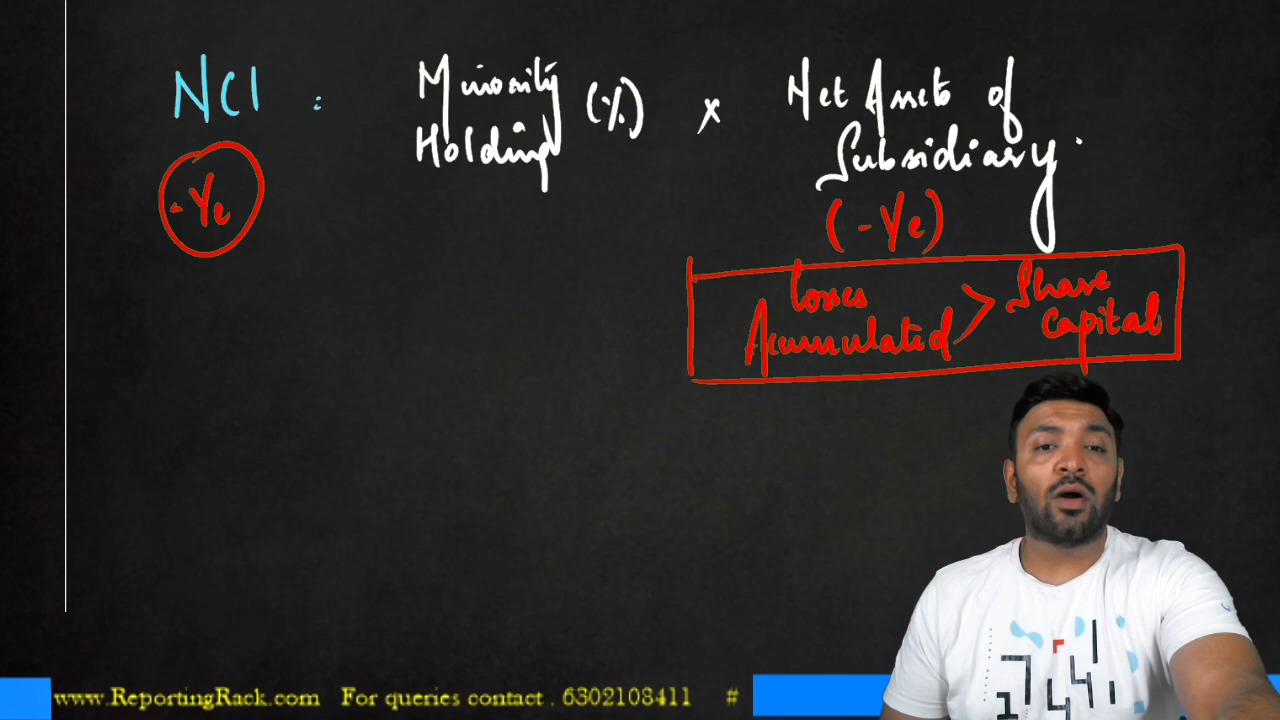 NCI : Minority Holding (%) x Net Assets of Subsidiary.
-Ve
(-Ve)
Losses Acumulated > Share Capital
www.ReportingRack.com For queries contact . 6302108411 #